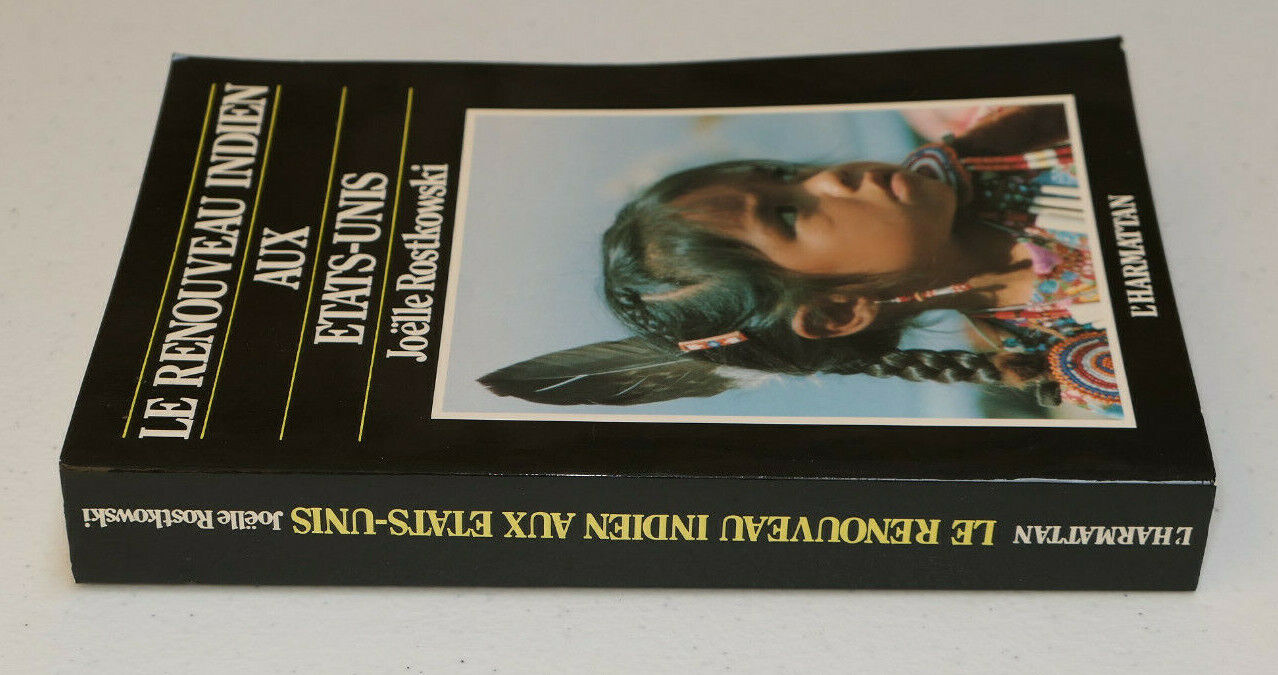 LE RENOUVEAU INDIEN
AUX
ETATS-UNIS
Joëlle Rostkowski
L'HARMATTAN
L'HARMATTAN LE RENOUVEAU INDIEN AUX ETATS-UNIS Joëlle Rostkowski